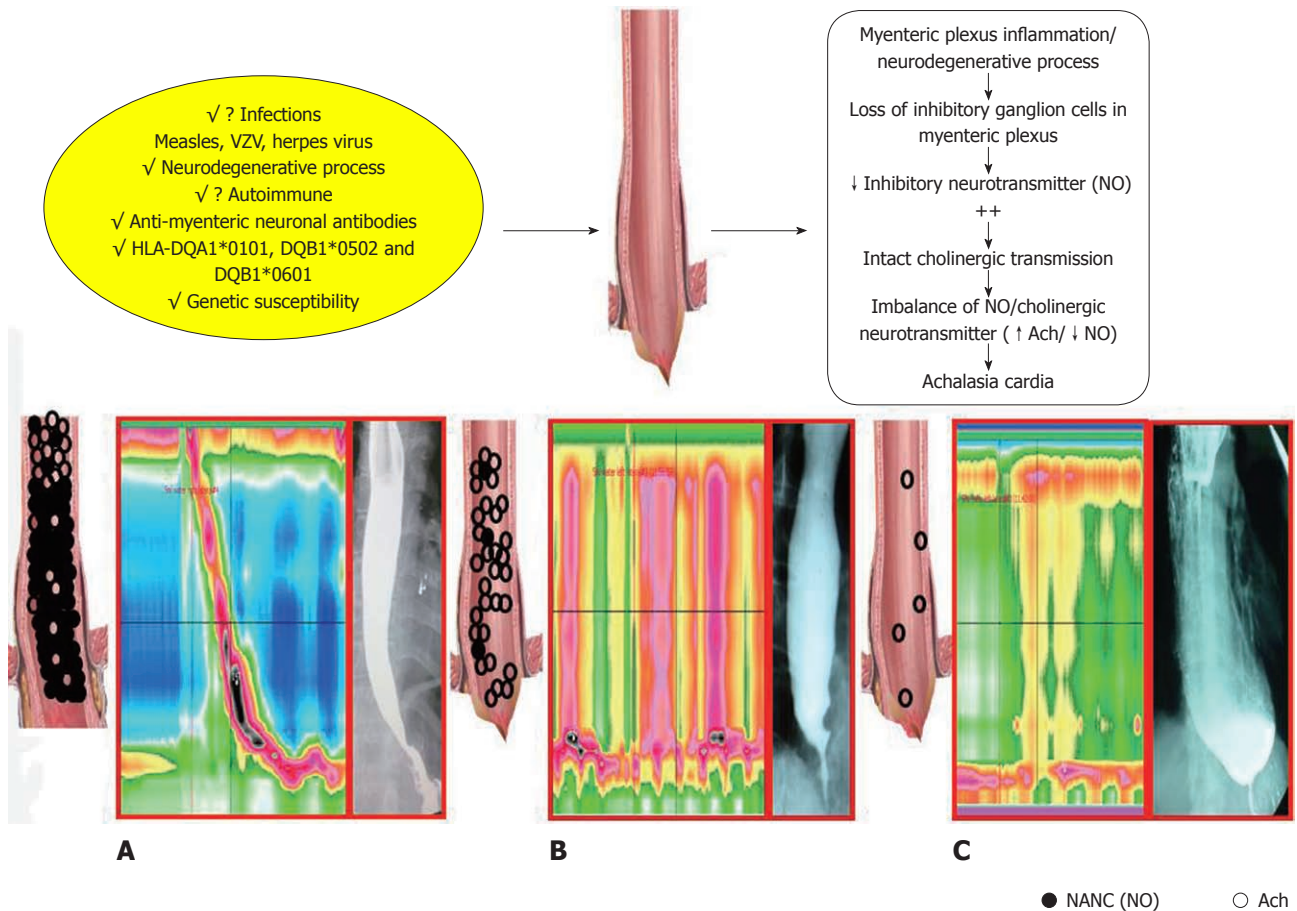 √ ? Infections
Measles, VZV, herpes virus
√ Neurodegenerative process
√ ? Autoimmune
√ Anti-myenteric neuronal antibodies
√ HLA-DQA1*0101, DQB1*0502 and
DQB1*0601
√ Genetic susceptibility
Myenteric plexus inflammation/
neurodegenerative process
Loss of inhibitory ganglion cells in
myenteric plexus
↓ Inhibitory neurotransmitter (NO)
++
Intact cholinergic transmission
Imbalance of NO/cholinergic
neurotransmitter ( ↑ Ach/ ↓ NO)
Achalasia cardia
A
B
C
● NANC (NO)
○ Ach